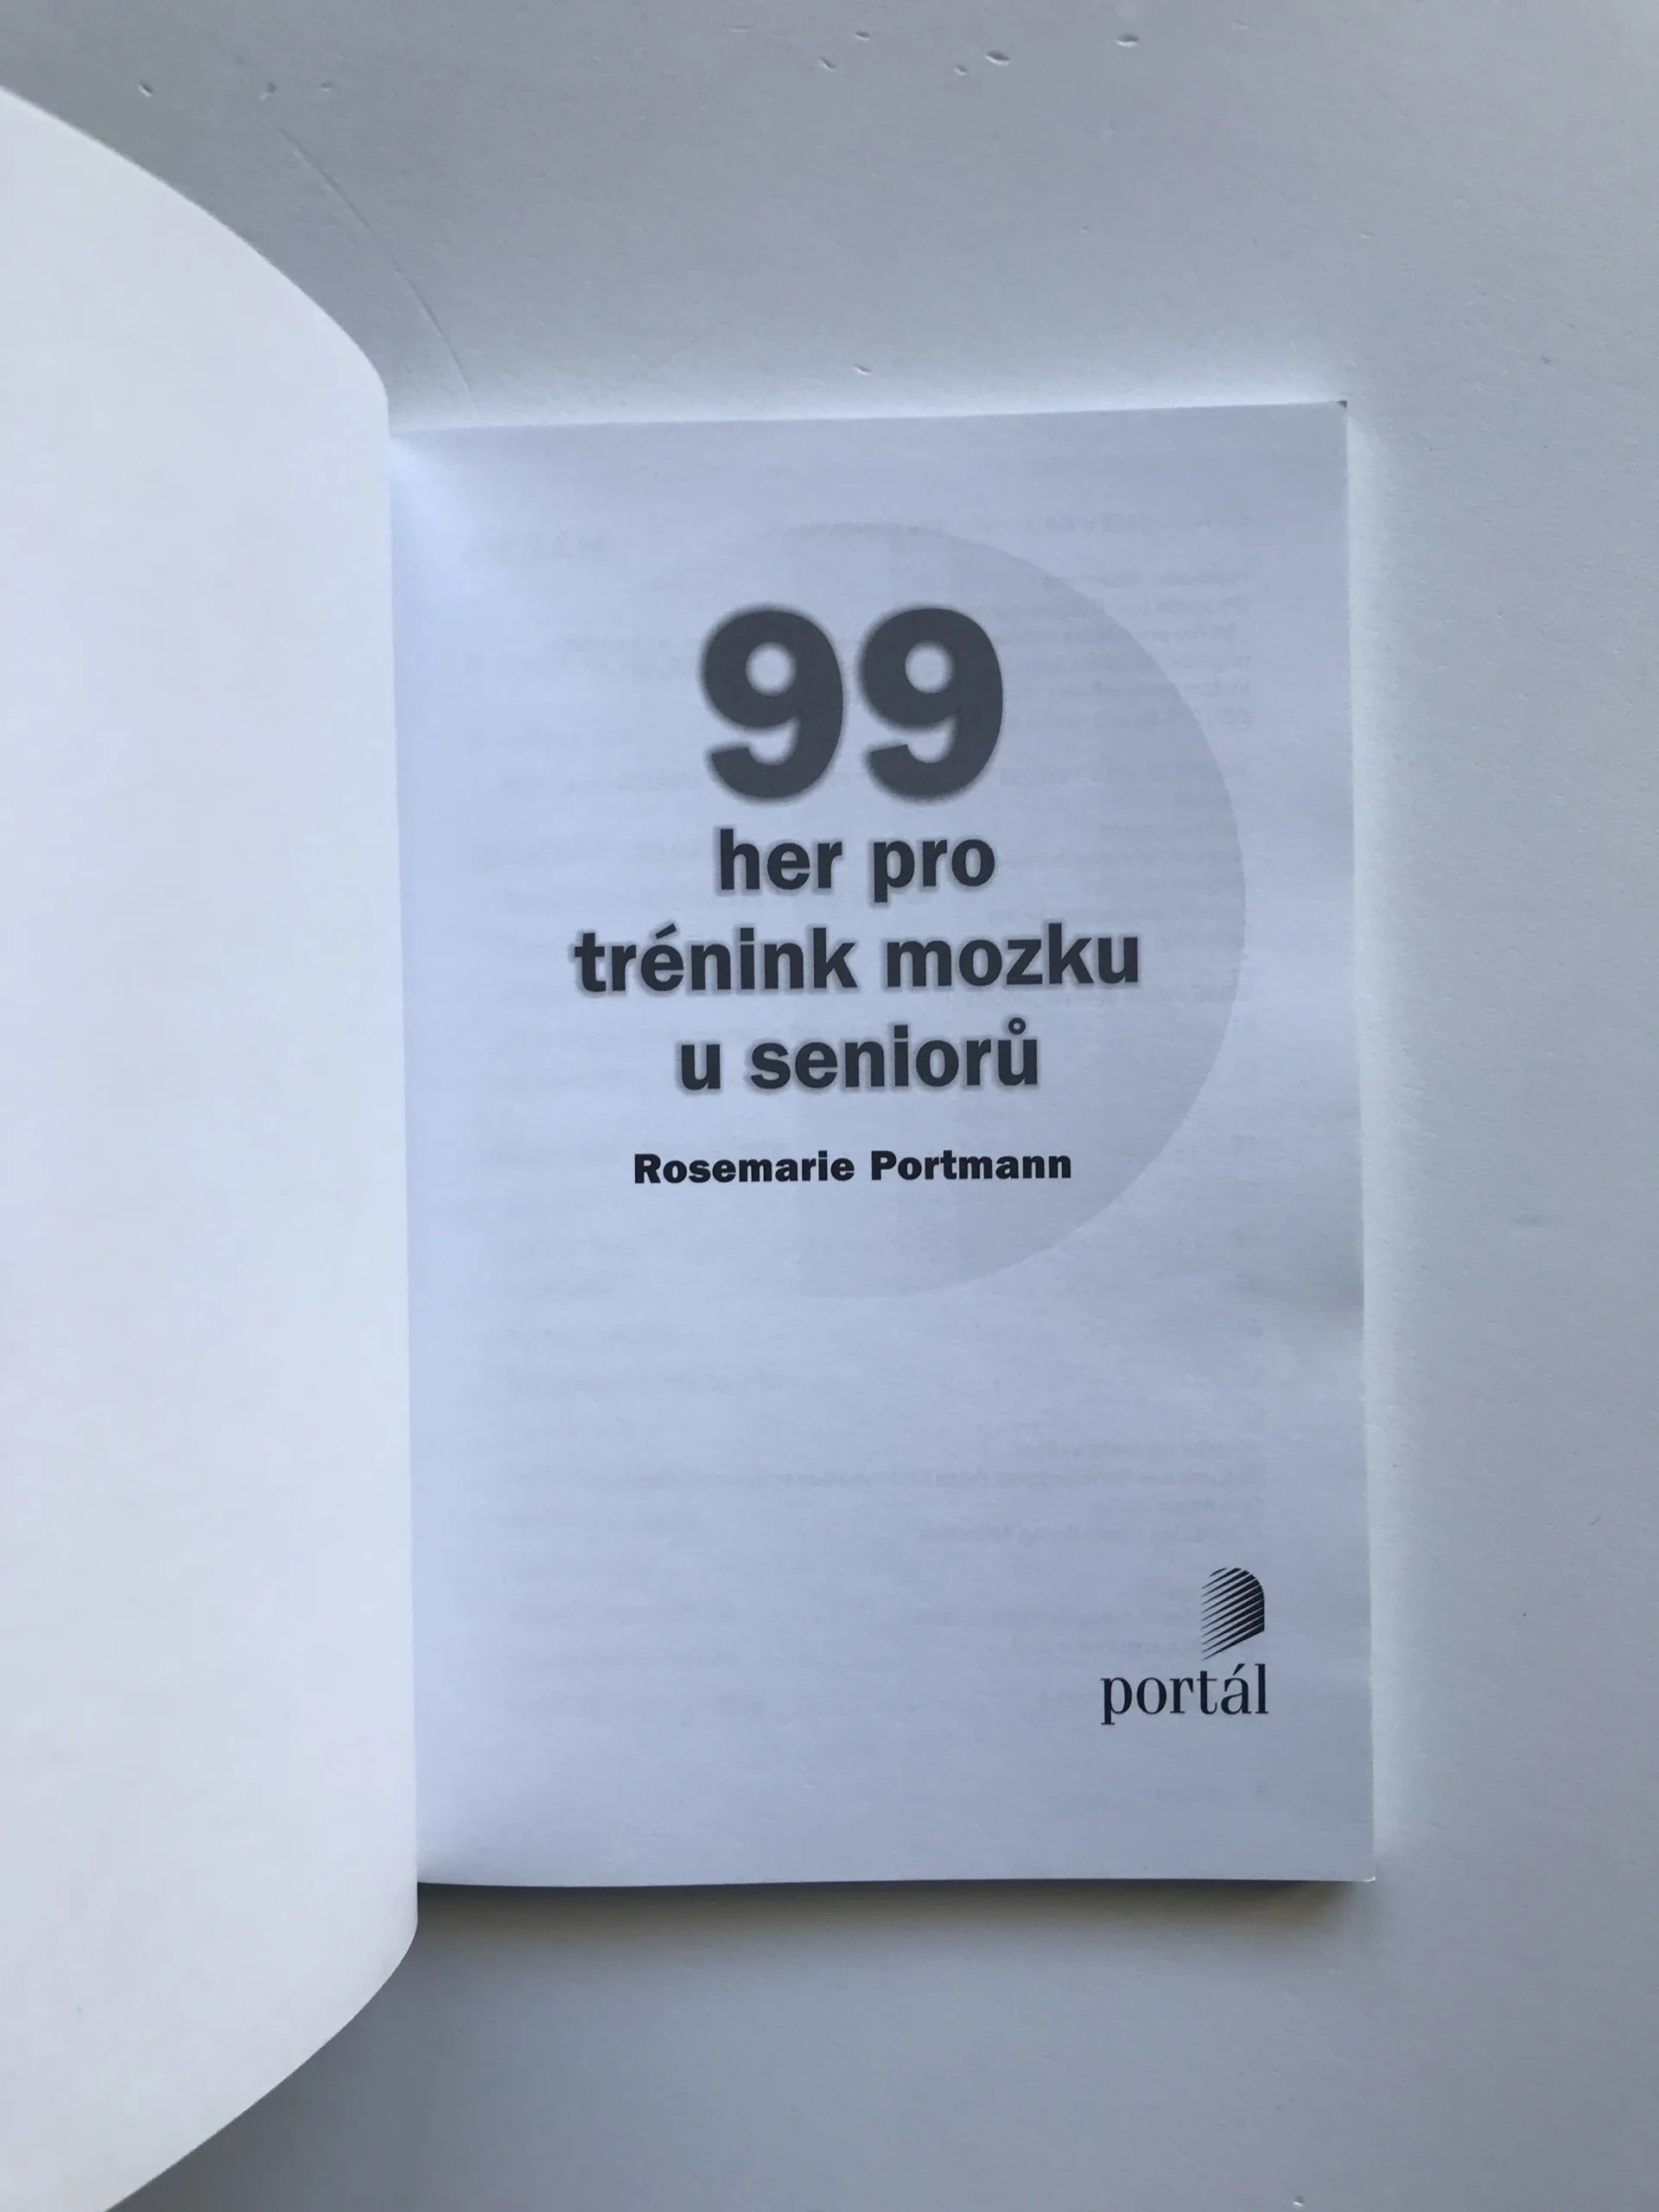 99
her pro
trénink mozku
u seniorů
Rosemarie Portmann
portál